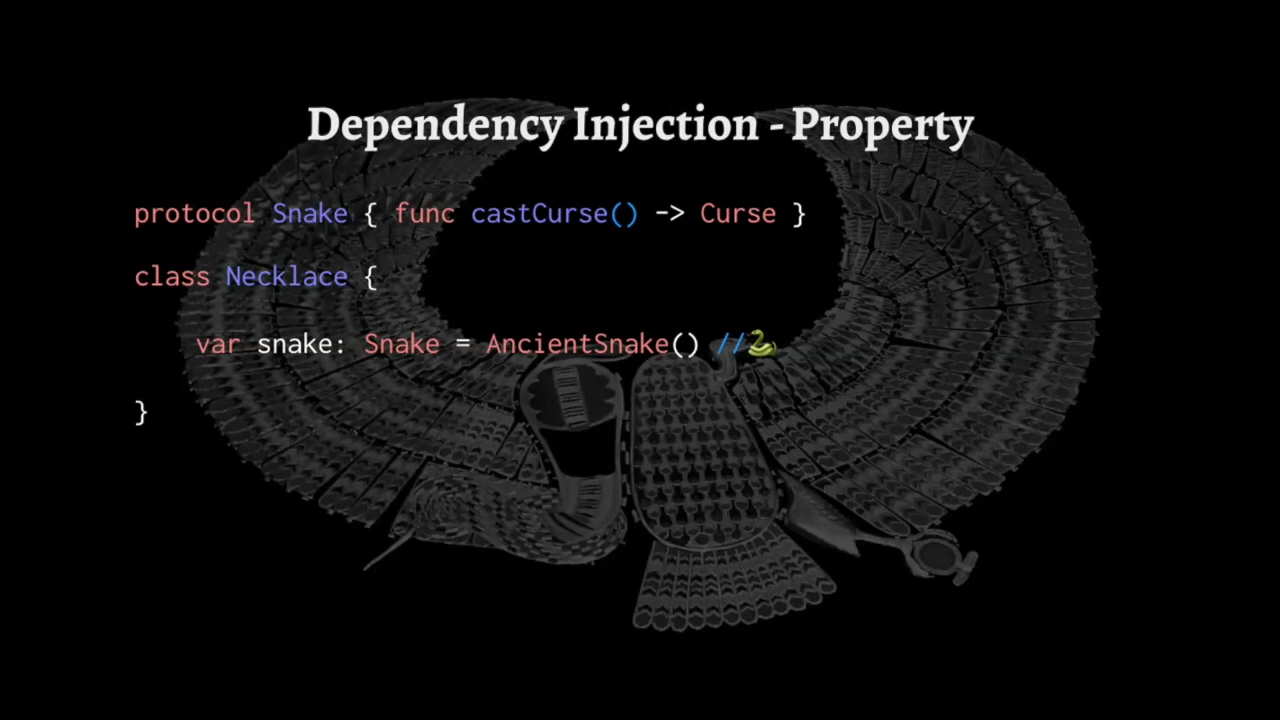 Dependency Injection - Property
protocol Snake { func castCurse() -> Curse }
class Necklace {
var snake: Snake = AncientSnake() //🐍
}